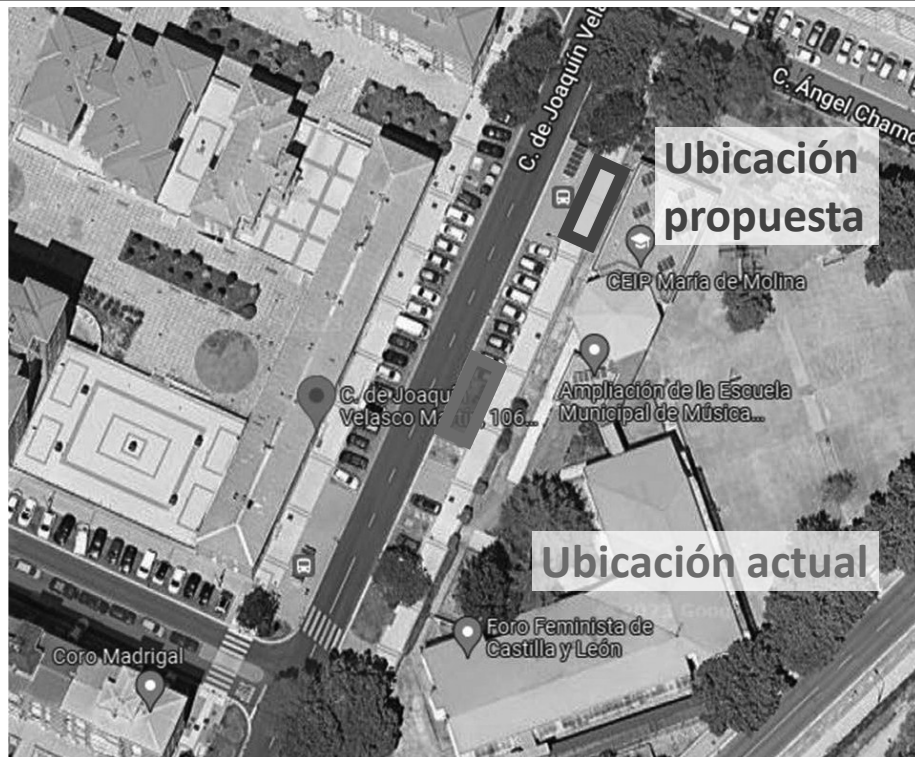 C. de Joaquín Vela
C. Ángel Chamo
Ubicación
propuesta
CEIP María de Molina
C. de Joaquí
Velasco Ma 106...
Ampliación de la Escuela
Municipal de Música...
Ubicación actual
Foro Feminista de
Castilla y León
Coro Madrigal